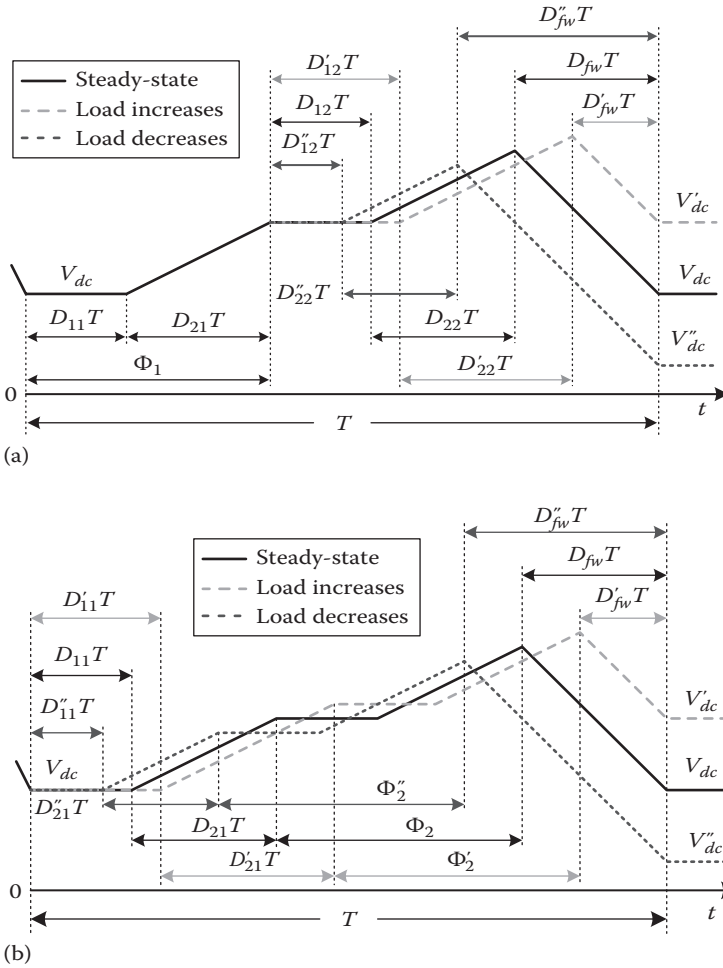 D″fwT
D′12T
DfwT
Steady-state
Load increases
Load decreases
D12T
D′fwT
D″12T
V′dc
Vdc
Vdc
D″22T
D11T
D21T
D22T
V″dc
Φ1
D′22T
0
t
T
(a)
D″fwT
Steady-state
Load increases
Load decreases
DfwT
D′11T
D′fwT
D11T
D″11T
V′dc
Vdc
Vdc
D″21T
Φ″2
D21T
Φ2
V″dc
D′21T
Φ′2
0
t
T
(b)